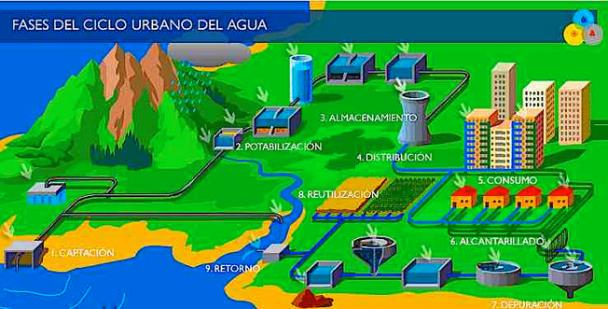 FASES DEL CICLO URBANO DEL AGUA
1. CAPTACIÓN
2. POTABILIZACIÓN
3. ALMACENAMIENTO
4. DISTRIBUCIÓN
5. CONSUMO
6. ALCANTARILLADO
7. DEPURACIÓN
8. REUTILIZACIÓN
9. RETORNO